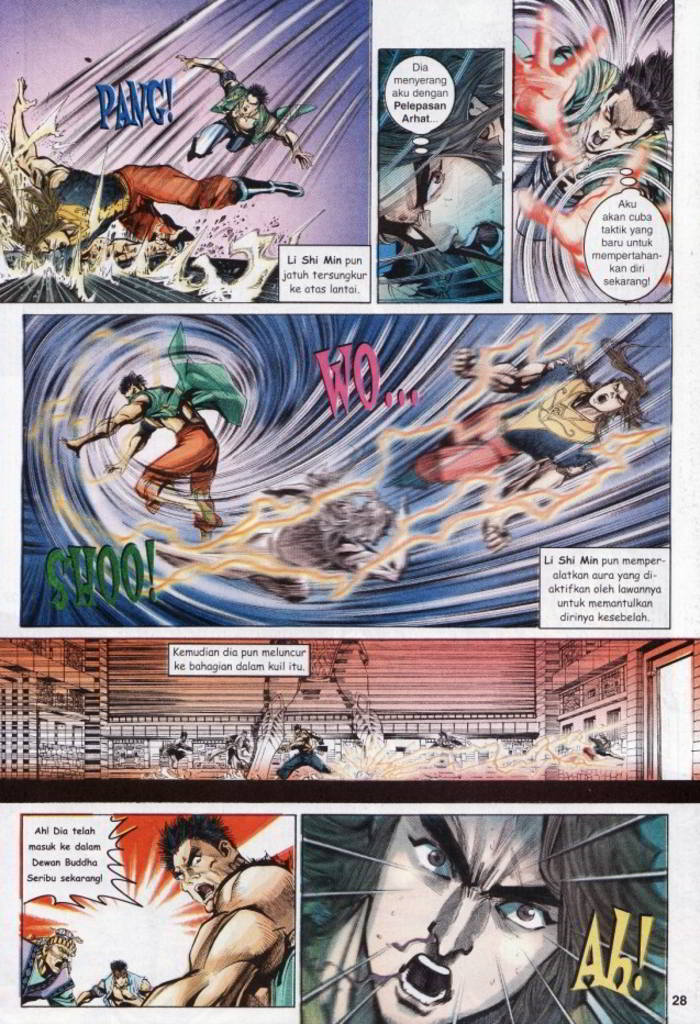 PANG!
Li Shi Min pun
jatuh tersungkur
ke atas lantai.
Dia
menyerang
aku dengan
Pelepasan
Arhat...
Aku
akan cuba
taktik yang
baru untuk
mempertahan-
kan diri
sekarang!
WO...
SHOO!
Li Shi Min pun memper-
alatkan aura yang di-
aktifkan oleh lawannya
untuk memantulkan
dirinya kesebelah.
Kemudian dia pun meluncur
ke bahagian dalam kuil itu.
Ah! Dia telah
masuk ke dalam
Dewan Buddha
Seribu sekarang!
Ah!
28